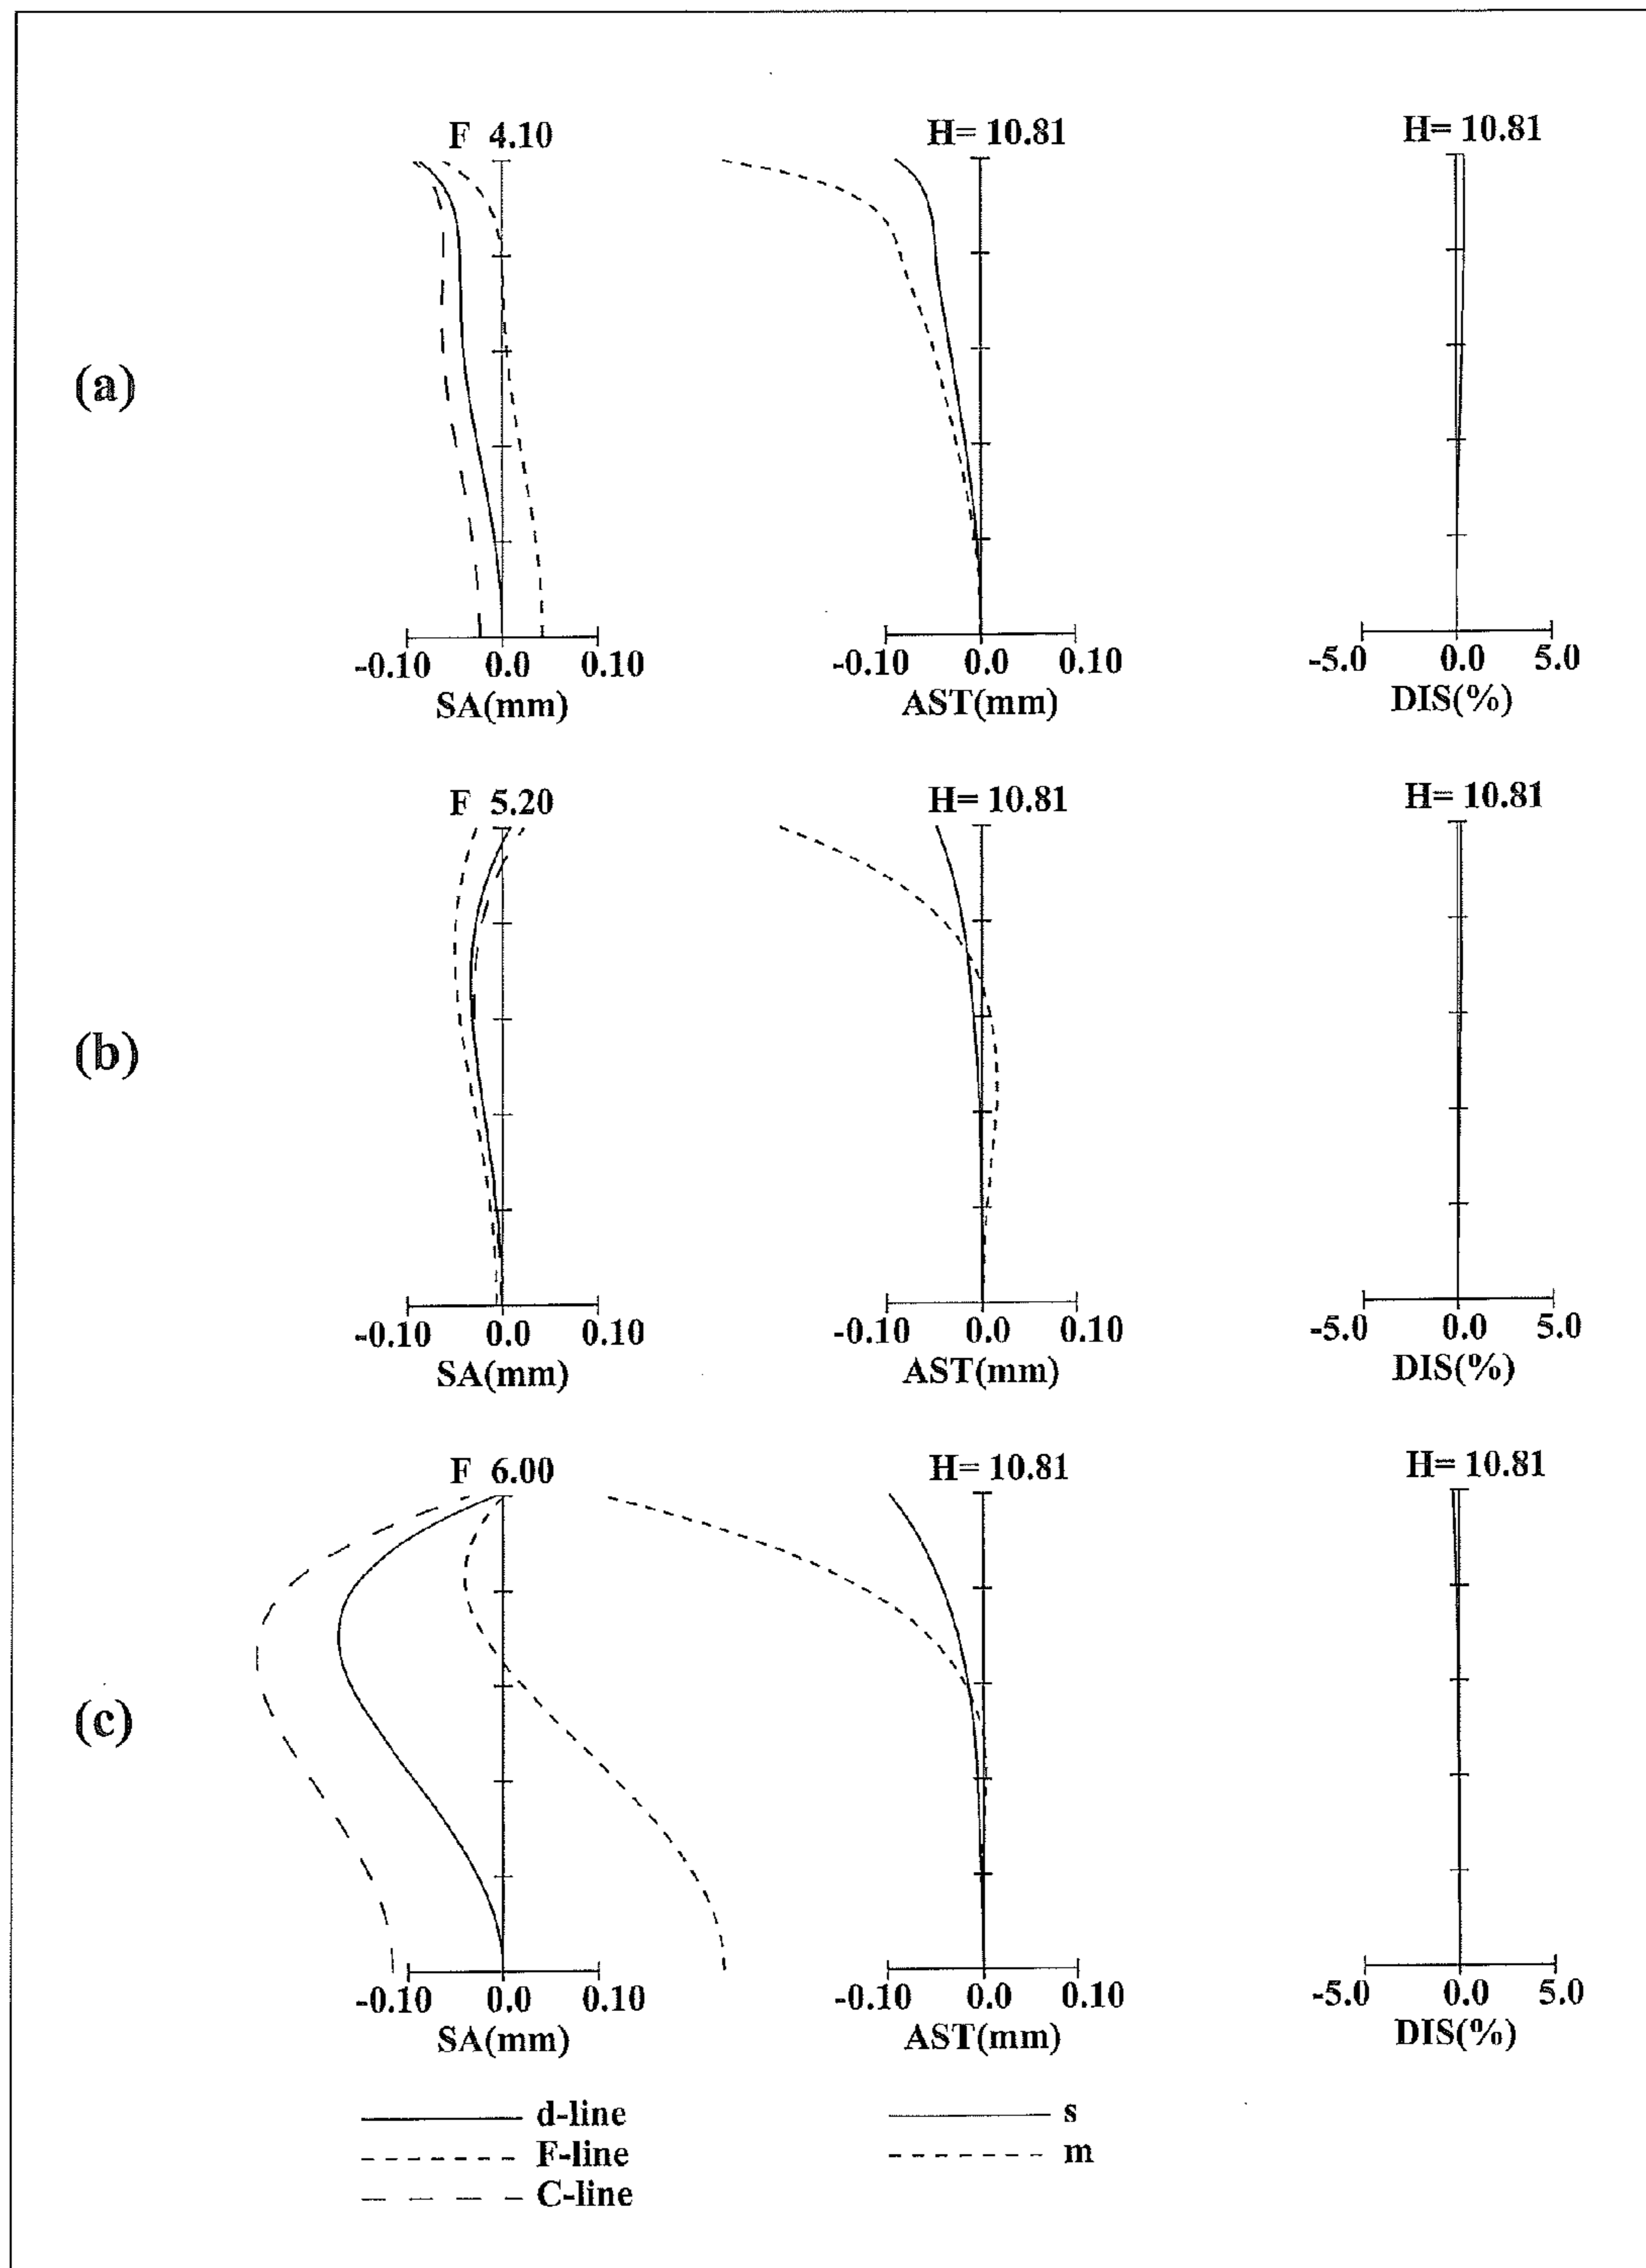 F 4.10 H= 10.81 H= 10.81
(a)
-0.10 0.0 0.10 -0.10 0.0 0.10 -5.0 0.0 5.0
SA(mm) AST(mm) DIS(%)
F 5.20 H= 10.81 H= 10.81
(b)
-0.10 0.0 0.10 -0.10 0.0 0.10 -5.0 0.0 5.0
SA(mm) AST(mm) DIS(%)
F 6.00 H= 10.81 H= 10.81
(c)
-0.10 0.0 0.10 -0.10 0.0 0.10 -5.0 0.0 5.0
SA(mm) AST(mm) DIS(%)
d-line s
F-line m
C-line